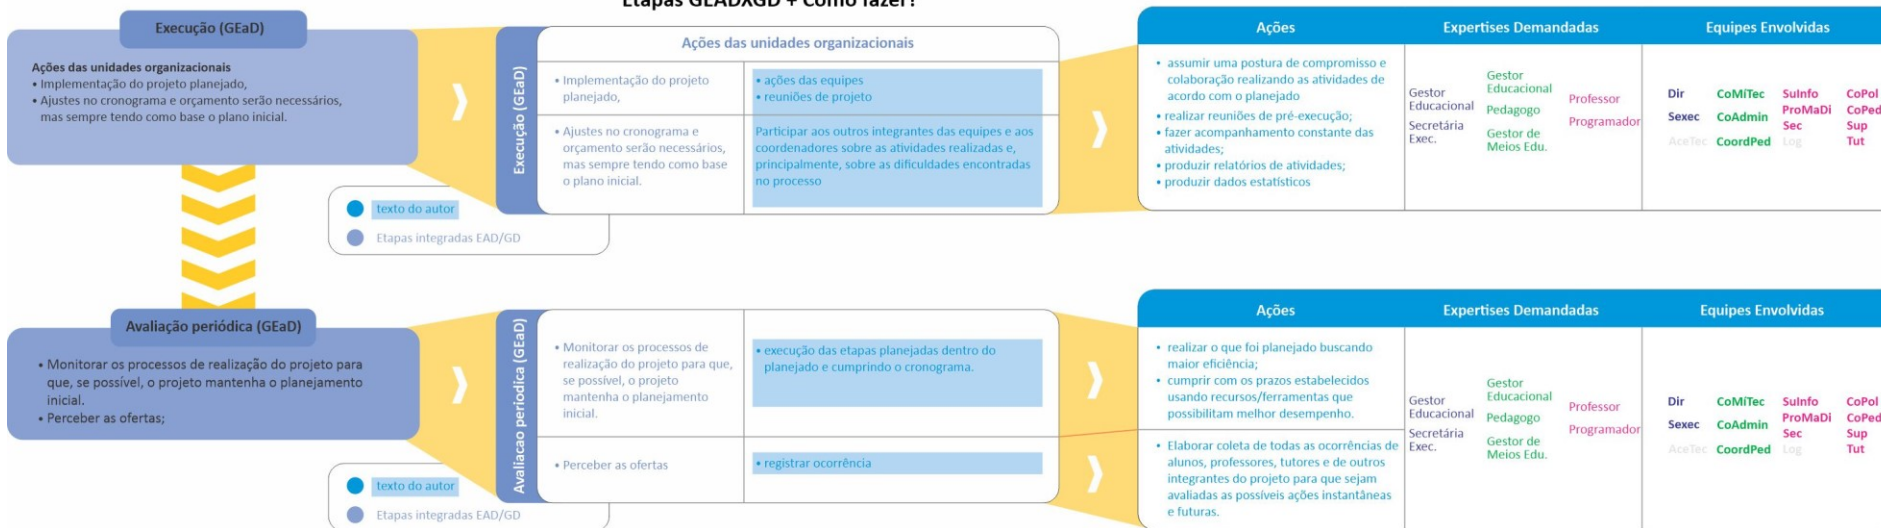 Etapas GEADXGD + Como fazer?
Execução (GEaD)
Ações das unidades organizacionais
• Implementação do projeto planejado,
• Ajustes no cronograma e orçamento serão necessários,
mas sempre tendo como base o plano inicial.
Execução (GEaD)
Ações das unidades organizacionais
• Implementação do projeto
planejado,
• ações das equipes
• reuniões de projeto
• Ajustes no cronograma e
orçamento serão necessários,
mas sempre tendo como base
o plano inicial.
Participar aos outros integrantes das equipes e aos
coordenadores sobre as atividades realizadas e,
principalmente, sobre as dificuldades encontradas
no processo
texto do autor
Etapas integradas EAD/GD
Ações
Expertises Demandadas
Equipes Envolvidas
• assumir uma postura de compromisso e
colaboração realizando as atividades de
acordo com o planejado
• realizar reuniões de pré-execução;
• fazer acompanhamento constante das
atividades;
• produzir relatórios de atividades;
• produzir dados estatísticos
Gestor
Educacional
Secretária
Exec.
Gestor
Educacional
Pedagogo
Gestor de
Meios Edu.
Professor
Programador
Dir
Sexec
AceTec
CoMiTec
CoAdmin
CoordPed
SuInfo
ProMaDi
Sec
Log
CoPol
CoPed
Sup
Tut
Avaliação periódica (GEaD)
• Monitorar os processos de realização do projeto para
que, se possível, o projeto mantenha o planejamento
inicial.
• Perceber as ofertas;
Avaliacao periodica (GEaD)
• Monitorar os processos de
realização do projeto para que,
se possível, o projeto
mantenha o planejamento
inicial.
• execução das etapas planejadas dentro do
planejado e cumprindo o cronograma.
• Perceber as ofertas
• registrar ocorrência
texto do autor
Etapas integradas EAD/GD
Ações
Expertises Demandadas
Equipes Envolvidas
• realizar o que foi planejado buscando
maior eficiência;
• cumprir com os prazos estabelecidos
usando recursos/ferramentas que
possibilitam melhor desempenho.
• Elaborar coleta de todas as ocorrências de
alunos, professores, tutores e de outros
integrantes do projeto para que sejam
avaliadas as possíveis ações instantâneas
e futuras.
Gestor
Educacional
Secretária
Exec.
Gestor
Educacional
Pedagogo
Gestor de
Meios Edu.
Professor
Programador
Dir
Sexec
AceTec
CoMiTec
CoAdmin
CoordPed
SuInfo
ProMaDi
Sec
Log
CoPol
CoPed
Sup
Tut